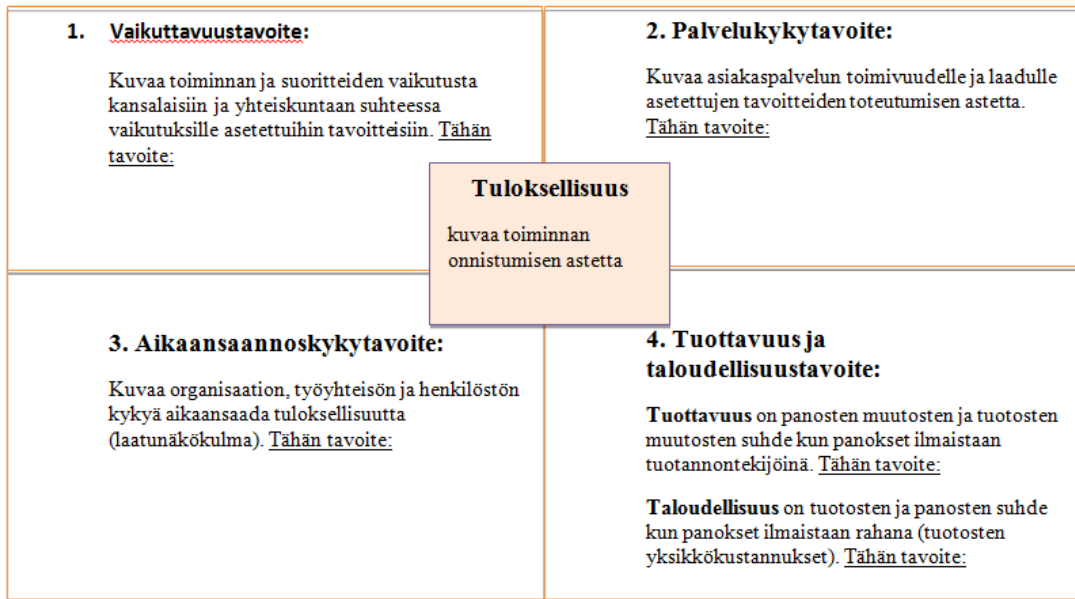 1. Vaikuttavuustavoite:
Kuvaa toiminnan ja suoritteiden vaikutusta
kansalaisiin ja yhteiskuntaan suhteessa
vaikutuksille asetettuihin tavoitteisiin. Tähän
tavoite:
2. Palvelukykytavoite:
Kuvaa asiakaspalvelun toimivuudelle ja laadulle
asetettujen tavoitteiden toteutumisen astetta.
Tähän tavoite:
Tuloksellisuus
kuvaa toiminnan
onnistumisen astetta
3. Aikaansaannoskykytavoite:
Kuvaa organisaation, työyhteisön ja henkilöstön
kykyä aikaansaada tuloksellisuutta
(laatunäkökulma). Tähän tavoite:
4. Tuottavuus ja
taloudellisuustavoite:
Tuottavuus on panosten muutosten ja tuotosten
muutosten suhde kun panokset ilmaistaan
tuotannontekijöinä. Tähän tavoite:
Taloudellisuus on tuotosten ja panosten suhde
kun panokset ilmaistaan rahana (tuotosten
yksikkökustannukset). Tähän tavoite: